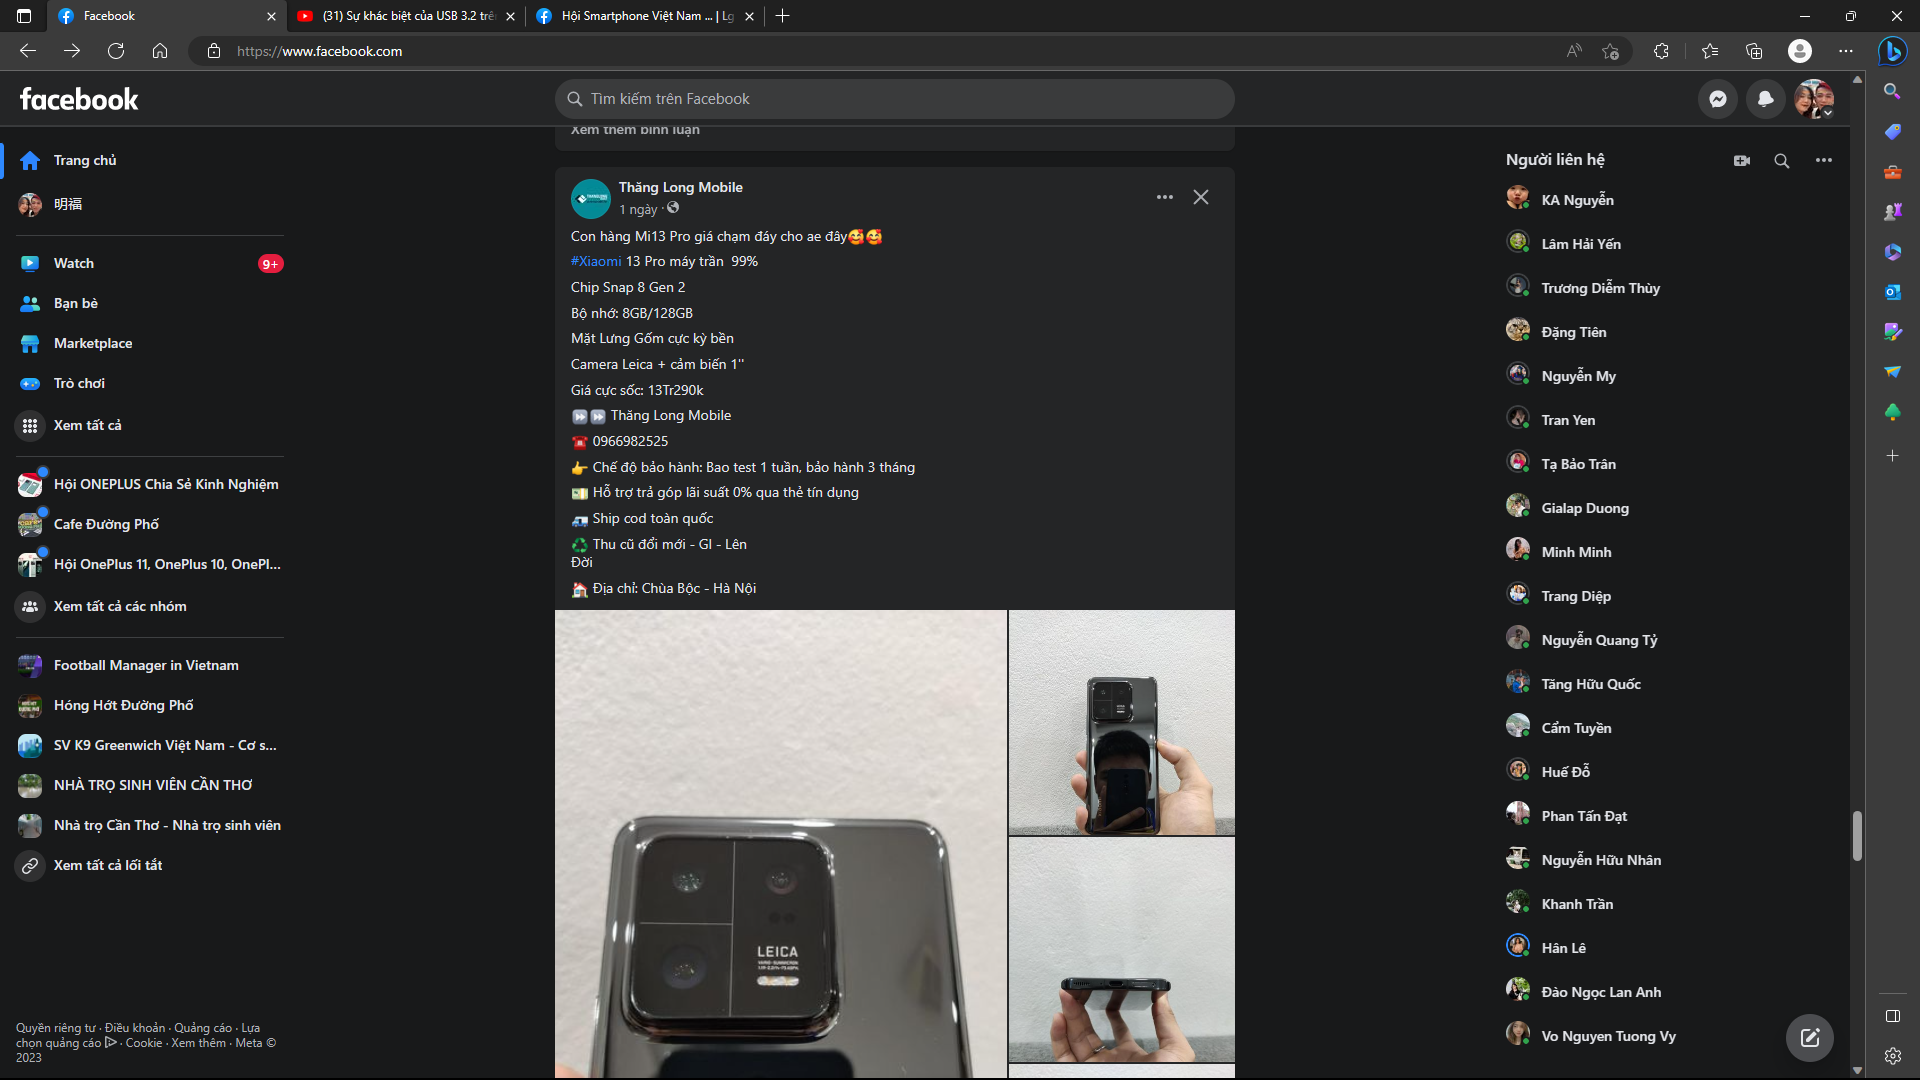 Facebook
(31) Sự khác biệt của USB 3.2 trê
Hội Smartphone Việt Nam ... | Lg
https://www.facebook.com
facebook
Tìm kiếm trên Facebook
Trang chủ
明福
Watch
9+
Bạn bè
Marketplace
Trò chơi
Xem tất cả
Hội ONEPLUS Chia Sẻ Kinh Nghiệm
Cafe Đường Phố
Hội OnePlus 11, OnePlus 10, OnePl...
Xem tất cả các nhóm
Football Manager in Vietnam
Hóng Hớt Đường Phố
SV K9 Greenwich Việt Nam - Cơ s...
NHÀ TRỌ SINH VIÊN CẦN THƠ
Nhà trọ Cần Thơ - Nhà trọ sinh viên
Xem tất cả lối tắt
Quyền riêng tư · Điều khoản · Quảng cáo · Lựa
chọn quảng cáo · Cookie · Xem thêm · Meta ©
2023
Xem thêm bình luận
Thăng Long Mobile
1 ngày ·
Con hàng Mi13 Pro giá chạm đáy cho ae đây🥰🥰
#Xiaomi 13 Pro máy trần 99%
Chip Snap 8 Gen 2
Bộ nhớ: 8GB/128GB
Mặt Lưng Gốm cực kỳ bền
Camera Leica + cảm biến 1''
Giá cực sốc: 13Tr290k
⏩⏩ Thăng Long Mobile
☎️ 0966982525
👉 Chế độ bảo hành: Bao test 1 tuần, bảo hành 3 tháng
💵 Hỗ trợ trả góp lãi suất 0% qua thẻ tín dụng
🚐 Ship cod toàn quốc
♻️ Thu cũ đổi mới - Gl - Lên
Đời
🏠 Địa chỉ: Chùa Bộc - Hà Nội
LEICA
Người liên hệ
KA Nguyễn
Lâm Hải Yến
Trương Diễm Thùy
Đặng Tiên
Nguyễn My
Tran Yen
Tạ Bảo Trân
Gialap Duong
Minh Minh
Trang Diệp
Nguyễn Quang Tỷ
Tăng Hữu Quốc
Cẩm Tuyền
Huế Đỗ
Phan Tấn Đạt
Nguyễn Hữu Nhân
Khanh Trần
Hân Lê
Đào Ngọc Lan Anh
Vo Nguyen Tuong Vy